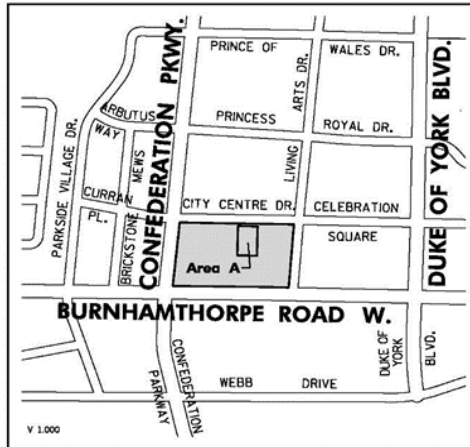 PRINCE OF WALES DR.
ARBUTUS WAY
PRINCESS ROYAL DR.
LIVING ARTS DR.
PARKSIDE VILLAGE DR.
BRICKSTONE MEWS
CONFEDERATION PKWY.
DUKE OF YORK BLVD.
CURRAN PL.
CITY CENTRE DR.
CELEBRATION SQUARE
Area A
BURNHAMTHORPE ROAD W.
CONFEDERATION PARKWAY
DUKE OF YORK BLVD.
WEBB DRIVE
V 1.000